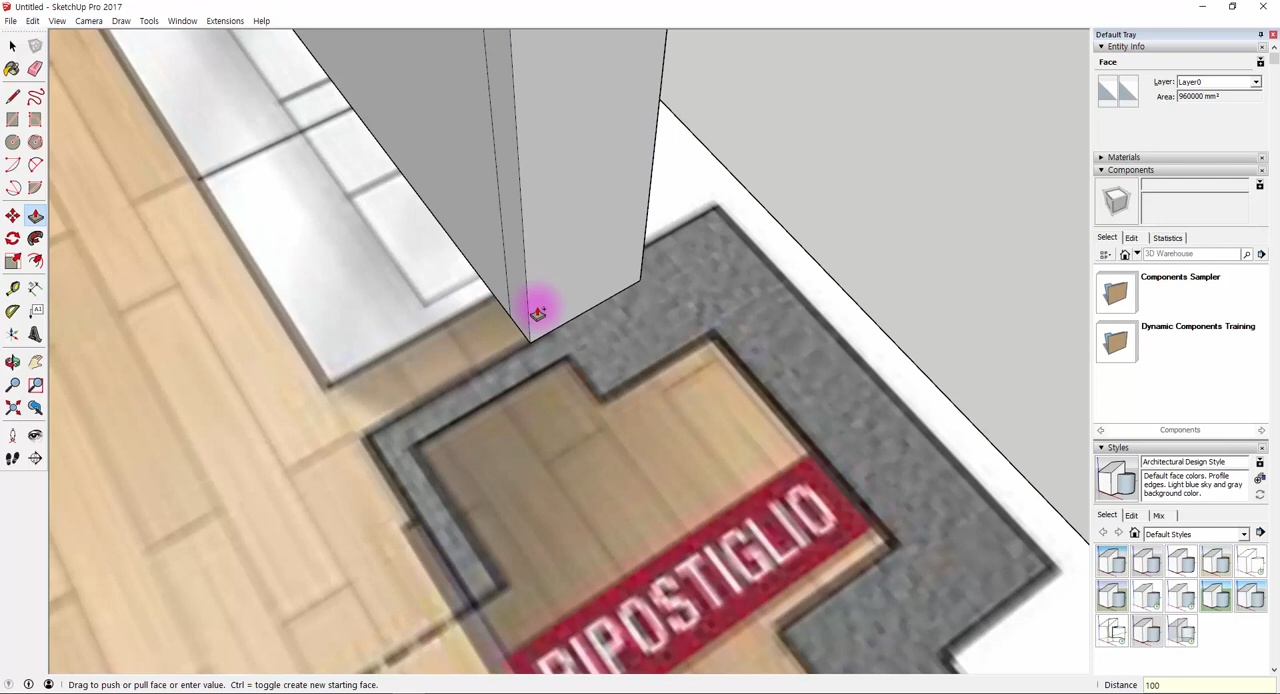 Untitled - SketchUp Pro 2017
File Edit View Camera Draw Tools Window Extensions Help
Default Tray
Entity Info
Face
Layer: Layer0
Area: 960000 mm²
Materials
Components
Select Edit Statistics
3D Warehouse
Components Sampler
Dynamic Components Training
Components
Styles
Architectural Design Style
Default face colors. Profile
edges. Light blue sky and gray
background color.
Select Edit Mix
Default Styles
RIPOSTIGLIO
Drag to push or pull face or enter value. Ctrl = toggle create new starting face.
Distance 100